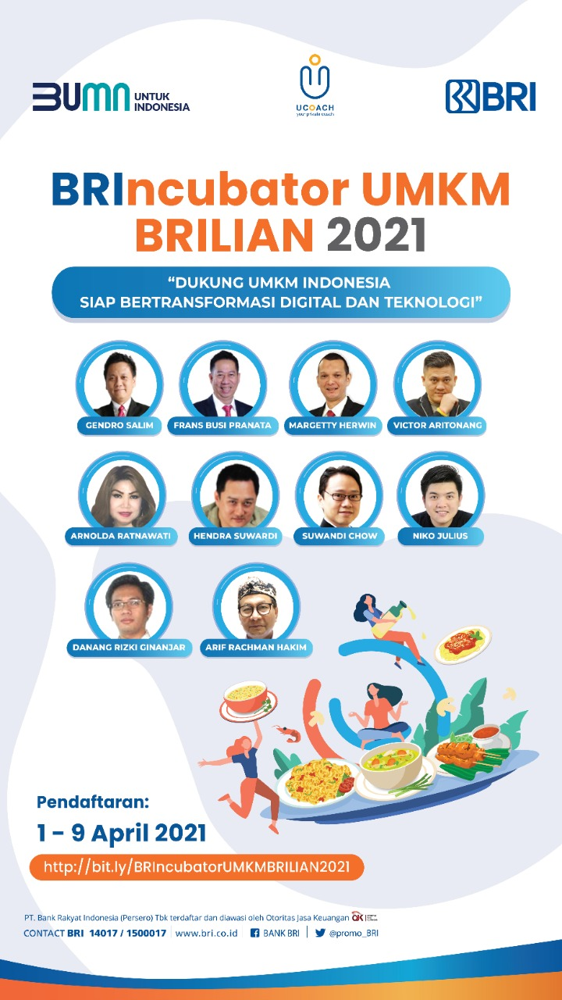 BUMN UNTUK
INDONESIA
UCOACH
your private coach
BRI
BRIncubator UMKM
BRILIAN 2021
“DUKUNG UMKM INDONESIA
SIAP BERTRANSFORMASI DIGITAL DAN TEKNOLOGI”
GENDRO SALIM
FRANS BUSI PRANATA
MARGETTY HERWIN
VICTOR ARITONANG
ARNOLDA RATNAWATI
HENDRA SUWARDI
SUWANDI CHOW
NIKO JULIUS
DANANG RIZKI GINANJAR
ARIF RACHMAN HAKIM
Pendaftaran:
1 – 9 April 2021
http://bit.ly/BRIncubatorUMKMBRILIAN2021
PT. Bank Rakyat Indonesia (Persero) Tbk terdaftar dan diawasi oleh Otoritas Jasa Keuangan
CONTACT BRI 14017 / 1500017 | www.bri.co.id | BANK BRI | @promo_BRI